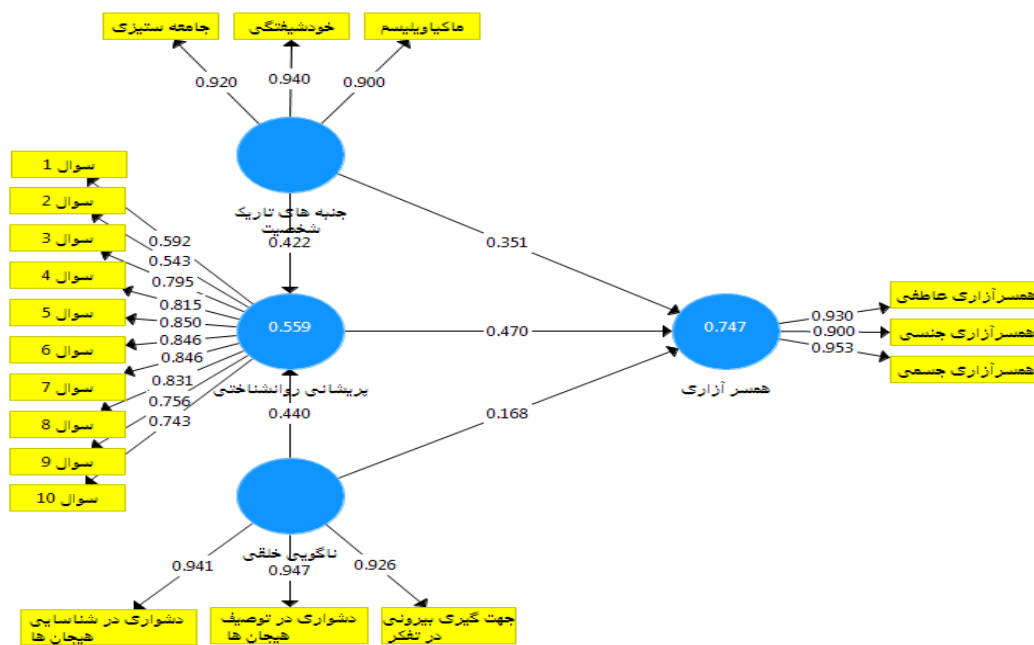 جامعه ستیزی
خودشیفتگی
ماکیاویلیسم
0.920
0.940
0.900
جنبه های تاریک
شخصیت
0.422
0.351
سوال 1
سوال 2
سوال 3
سوال 4
سوال 5
سوال 6
سوال 7
سوال 8
سوال 9
سوال 10
0.592
0.543
0.795
0.815
0.850
0.846
0.846
0.831
0.756
0.743
0.559
پریشانی روانشناختی
0.470
0.747
همسر آزاری
0.930
0.900
0.953
همسرآزاری عاطفی
همسرآزاری جنسی
همسرآزاری جسمی
0.440
0.168
ناگویی خلقی
0.941
0.947
0.926
دشواری در شناسایی
هیجان ها
دشواری در توصیف
هیجان ها
جهت گیری بیرونی
در تفکر